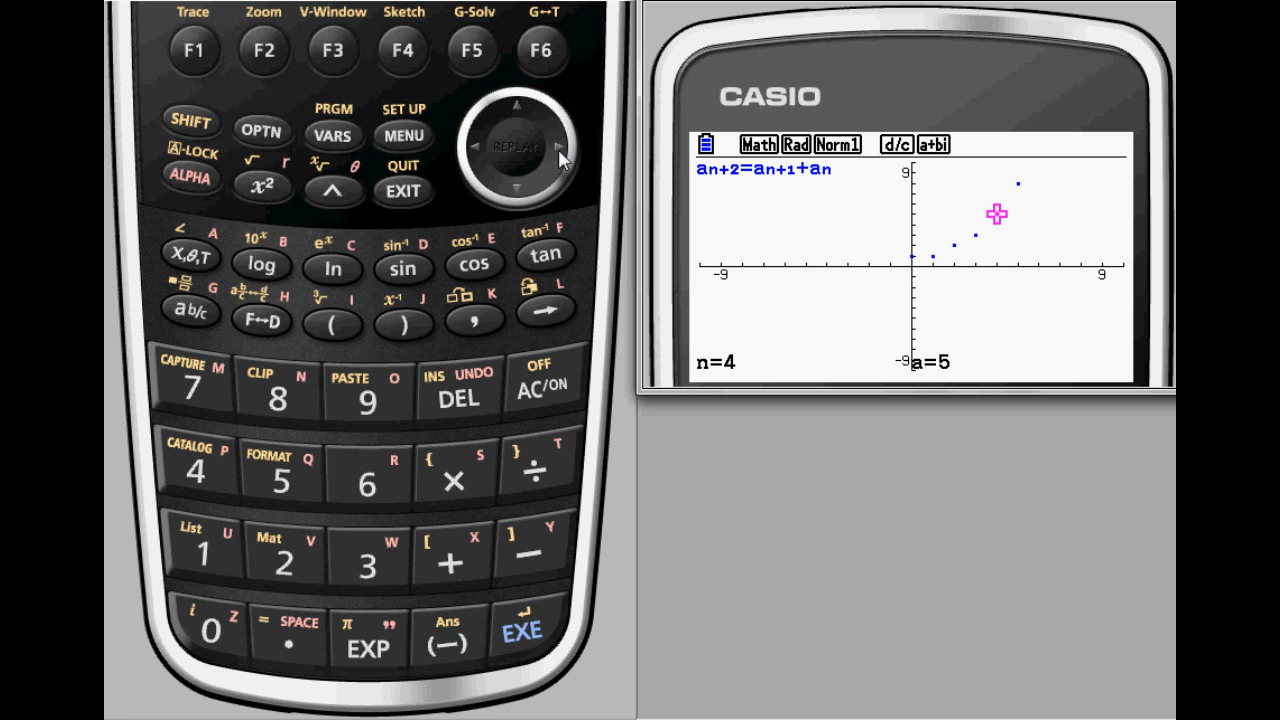 Trace Zoom V-Window Sketch G-Solv G↔T
F1 F2 F3 F4 F5 F6
PRGM SET UP
SHIFT OPTN VARS MENU REPLAY
A-LOCK √ r ˣ√ θ QUIT
ALPHA x² ^ EXIT
∠ A 10ˣ B eˣ C sin⁻¹ D cos⁻¹ E tan⁻¹ F
X,θ,T log ln sin cos tan
G a b/c↔d/c H ³√ I x⁻¹ J K L
a b/c F↔D ( ) , →
CAPTURE M CLIP N PASTE O INS UNDO OFF
7 8 9 DEL AC/ON
CATALOG P FORMAT Q R { S } T
4 5 6 × ÷
List U Mat V W [ X ] Y
1 2 3 + −
i Z = SPACE π " Ans ↵
0 • EXP (−) EXE
CASIO
Math Rad Norm1 d/c a+bi
an+2=an+1+an
9
-9 9
-9
n=4 a=5